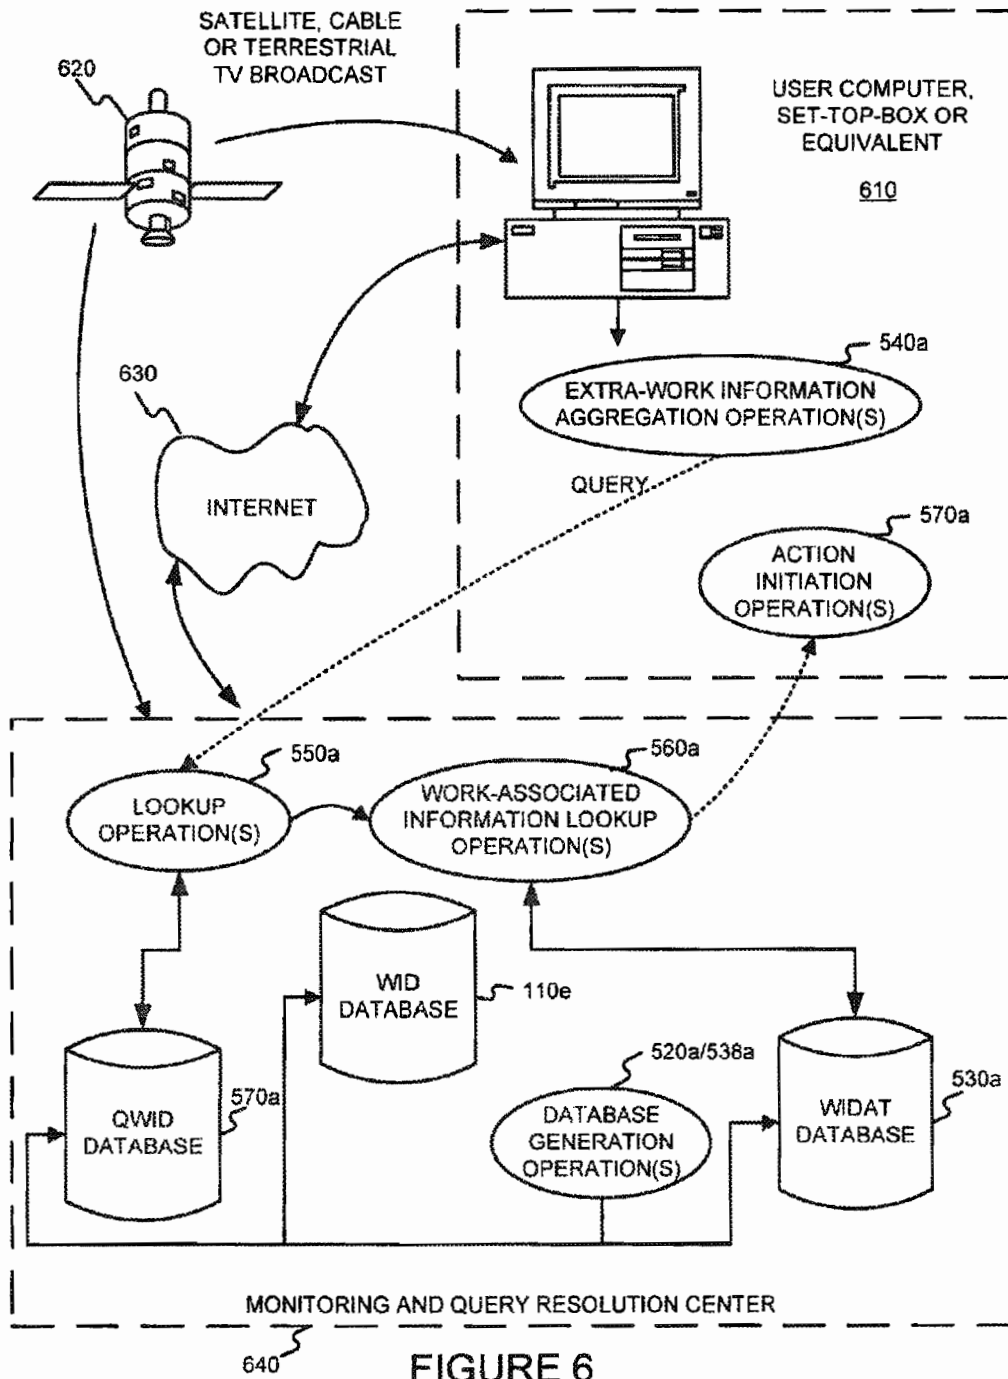 SATELLITE, CABLE
OR TERRESTRIAL
TV BROADCAST
620
USER COMPUTER,
SET-TOP-BOX OR
EQUIVALENT
610
540a
EXTRA-WORK INFORMATION
AGGREGATION OPERATION(S)
630
INTERNET
QUERY
570a
ACTION
INITIATION
OPERATION(S)
550a
LOOKUP
OPERATION(S)
560a
WORK-ASSOCIATED
INFORMATION LOOKUP
OPERATION(S)
WID
DATABASE
110e
QWID
DATABASE
570a
520a/538a
DATABASE
GENERATION
OPERATION(S)
WIDAT
DATABASE
530a
MONITORING AND QUERY RESOLUTION CENTER
640
FIGURE 6